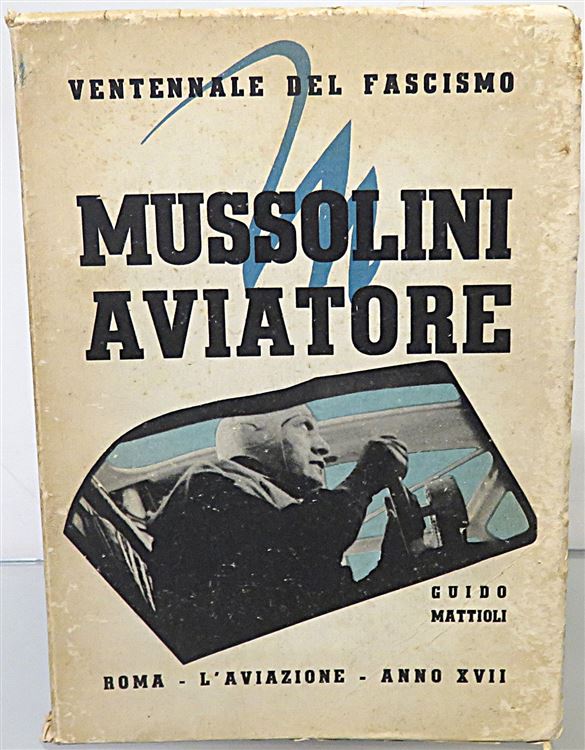 VENTENNALE DEL FASCISMO
MUSSOLINI
AVIATORE
GUIDO
MATTIOLI
ROMA - L'AVIAZIONE - ANNO XVII